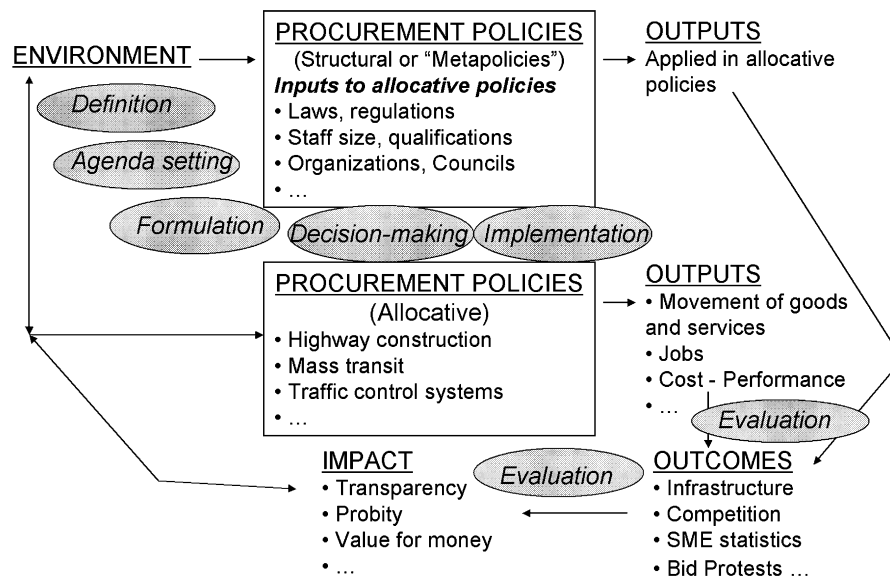 ENVIRONMENT
PROCUREMENT POLICIES
(Structural or “Metapolicies”)
Inputs to allocative policies
• Laws, regulations
• Staff size, qualifications
• Organizations, Councils
• …
OUTPUTS
Applied in allocative
policies
Definition
Agenda setting
Formulation
Decision-making
Implementation
PROCUREMENT POLICIES
(Allocative)
• Highway construction
• Mass transit
• Traffic control systems
• …
OUTPUTS
• Movement of goods
and services
• Jobs
• Cost - Performance
• …
Evaluation
IMPACT
• Transparency
• Probity
• Value for money
• …
Evaluation
OUTCOMES
• Infrastructure
• Competition
• SME statistics
• Bid Protests …